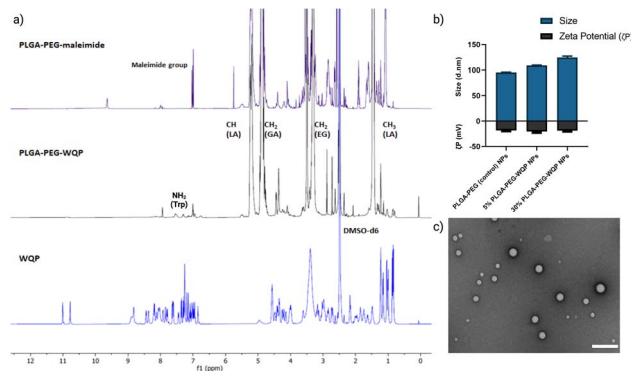 a)
PLGA-PEG-maleimide
Maleimide group
CH
(LA)
CH₂
(GA)
CH₂
(EG)
CH₃
(LA)
PLGA-PEG-WQP
NH₂
(Trp)
DMSO-d6
WQP
12 11 10 9 8 7 6 5 4 3 2 1 0
f1 (ppm)
b)
Size
Zeta Potential (ζP)
Size (d.nm)
ζP (mV)
150
100
50
0
-50
PLGA-PEG (control) NPs
5% PLGA-PEG-WQP NPs
30% PLGA-PEG-WQP NPs
c)